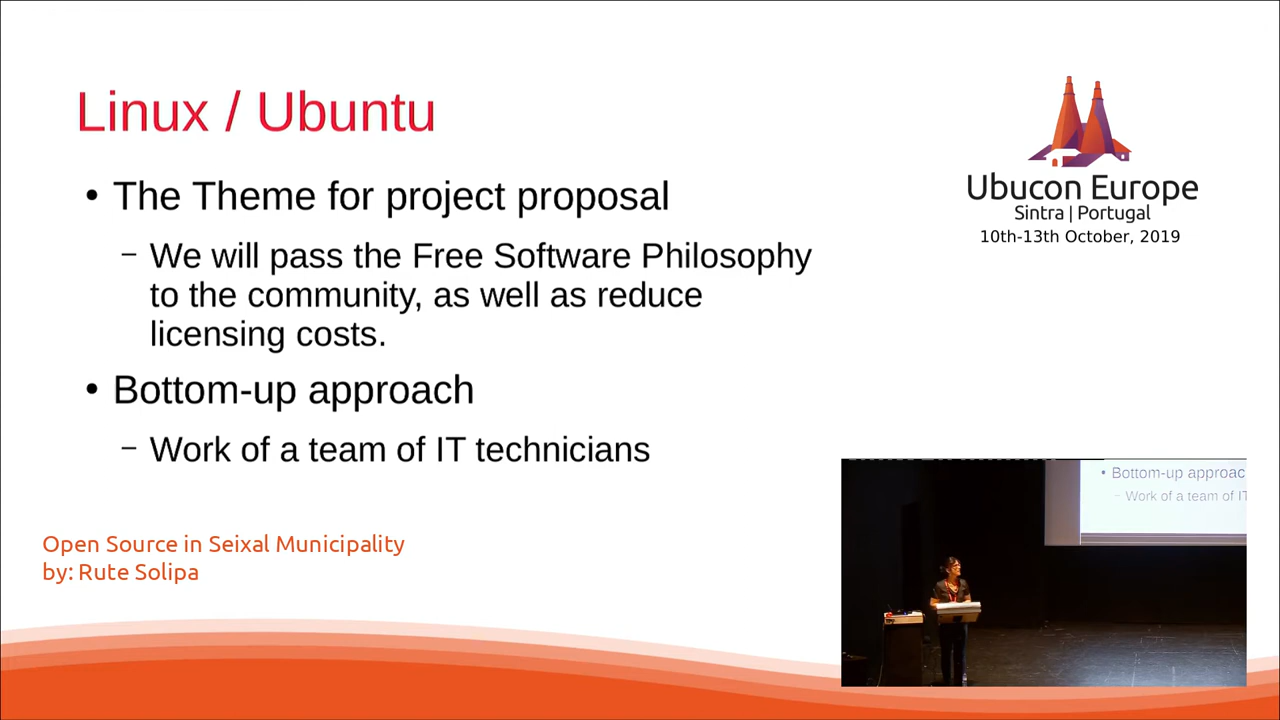 Linux / Ubuntu
• The Theme for project proposal
– We will pass the Free Software Philosophy
to the community, as well as reduce
licensing costs.
• Bottom-up approach
– Work of a team of IT technicians
Ubucon Europe
Sintra | Portugal
10th-13th October, 2019
Open Source in Seixal Municipality
by: Rute Solipa
• Bottom-up approac
– Work of a team of IT